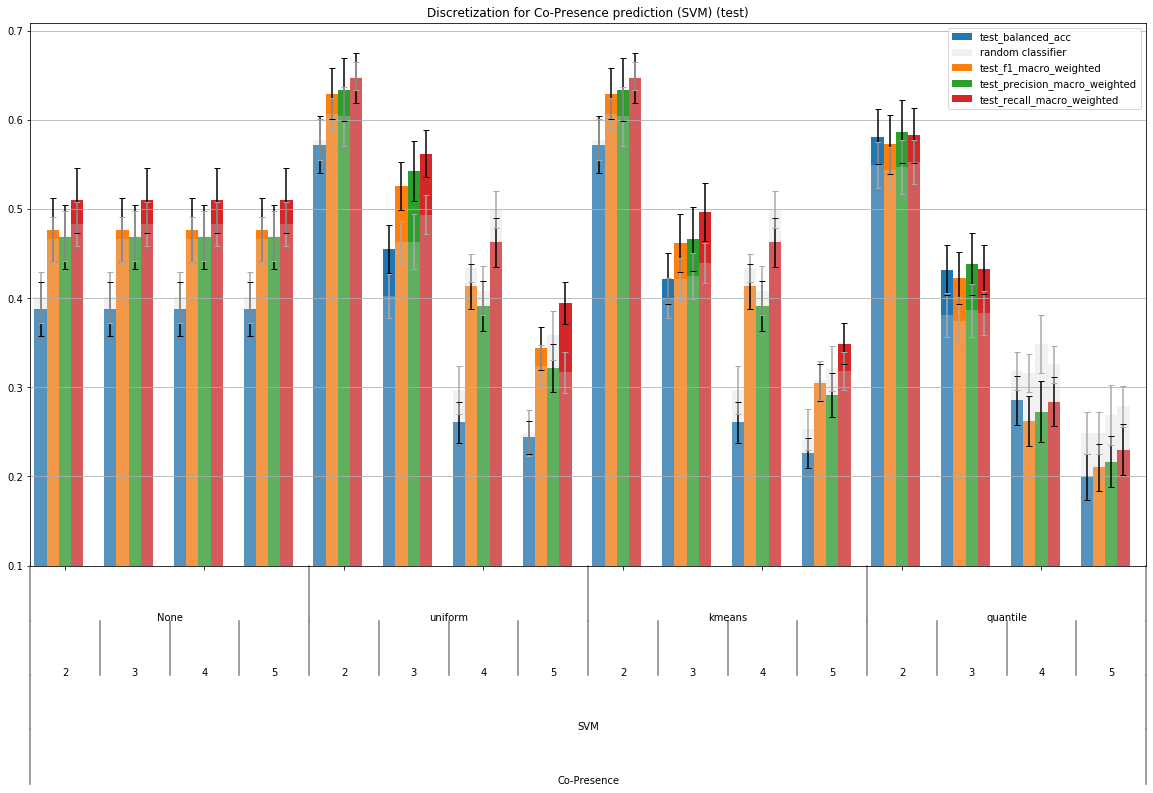 Discretization for Co-Presence prediction (SVM) (test)
0.7
0.6
0.5
0.4
0.3
0.2
0.1
test_balanced_acc
random classifier
test_f1_macro_weighted
test_precision_macro_weighted
test_recall_macro_weighted
None uniform kmeans quantile
2 3 4 5 2 3 4 5 2 3 4 5 2 3 4 5
SVM
Co-Presence